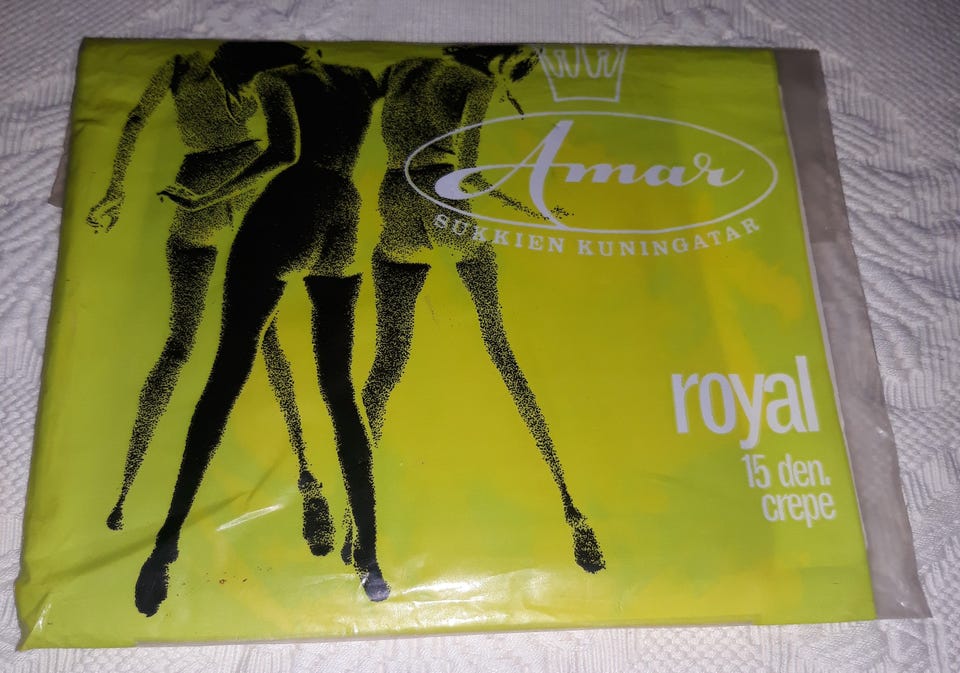 Amar
SUKKIEN KUNINGATAR
royal
15 den.
crepe